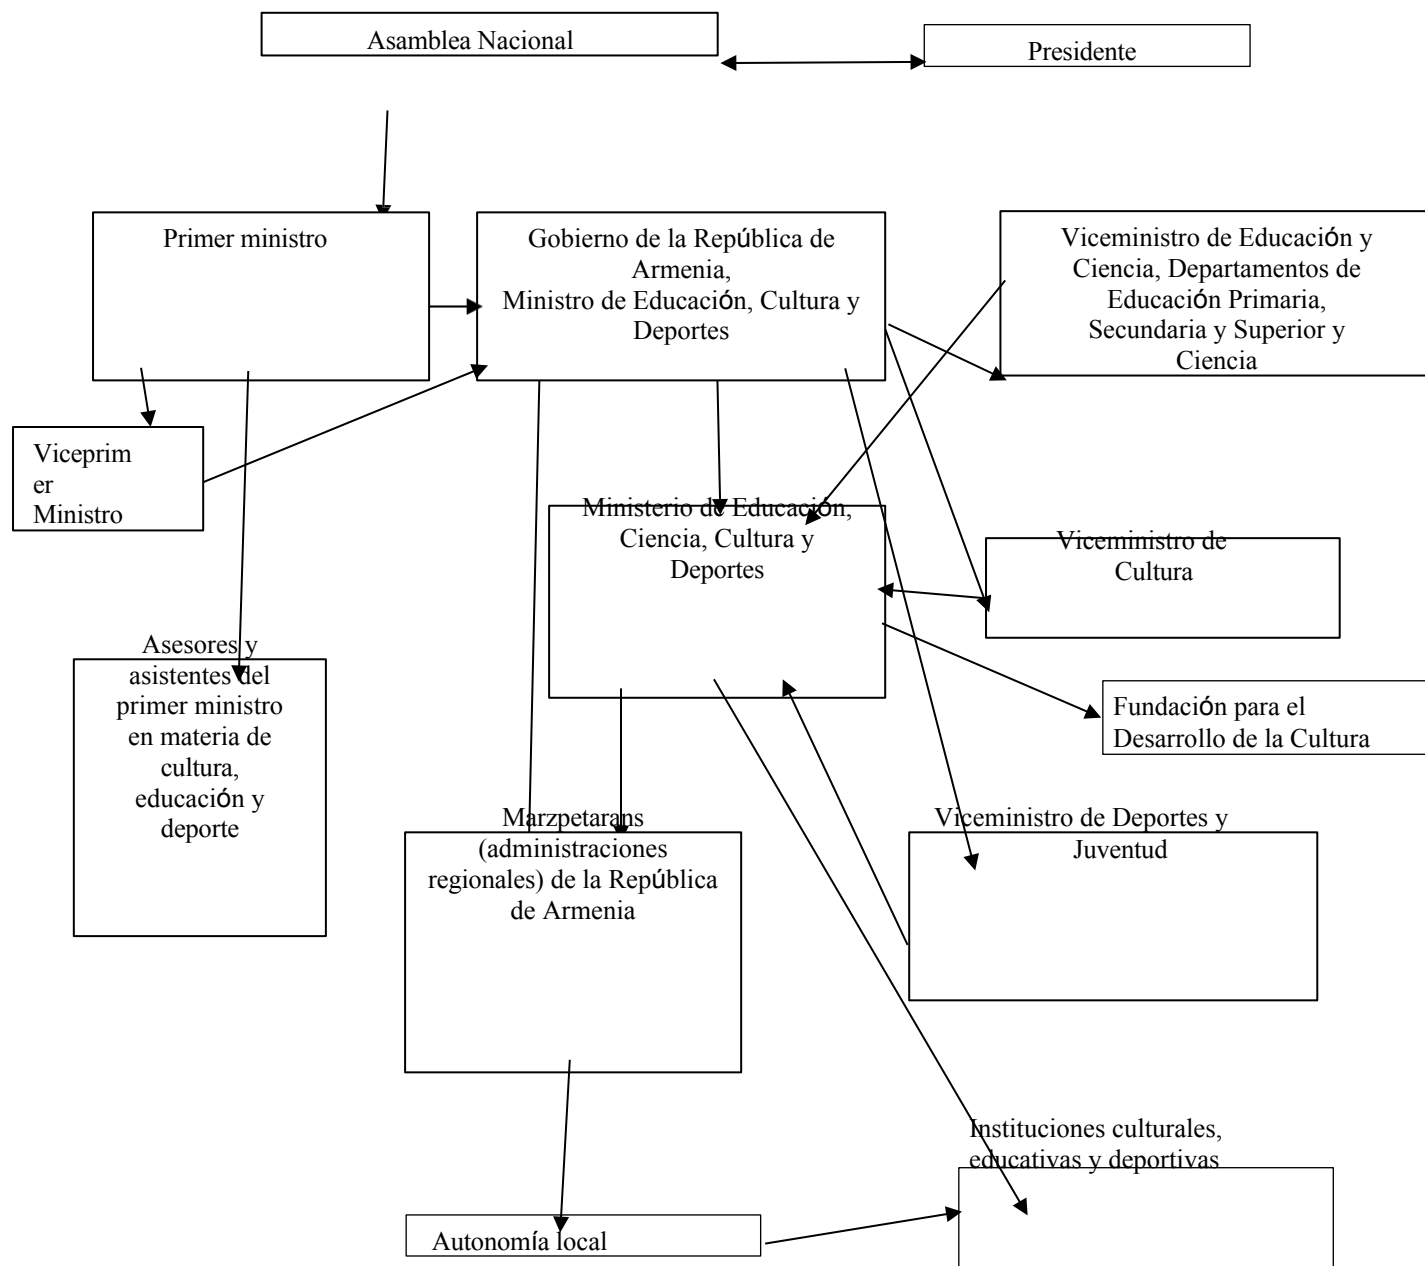 Asamblea Nacional
Presidente
Primer ministro
Gobierno de la República de
Armenia,
Ministro de Educación, Cultura y
Deportes
Viceministro de Educación y
Ciencia, Departamentos de
Educación Primaria,
Secundaria y Superior y
Ciencia
Viceprim
er
Ministro
Ministerio de Educación,
Ciencia, Cultura y
Deportes
Viceministro de
Cultura
Asesores y
asistentes del
primer ministro
en materia de
cultura,
educación y
deporte
Fundación para el
Desarrollo de la Cultura
Marzpetarans
(administraciones
regionales) de la República
de Armenia
Viceministro de Deportes y
Juventud
Instituciones culturales,
educativas y deportivas
Autonomía local